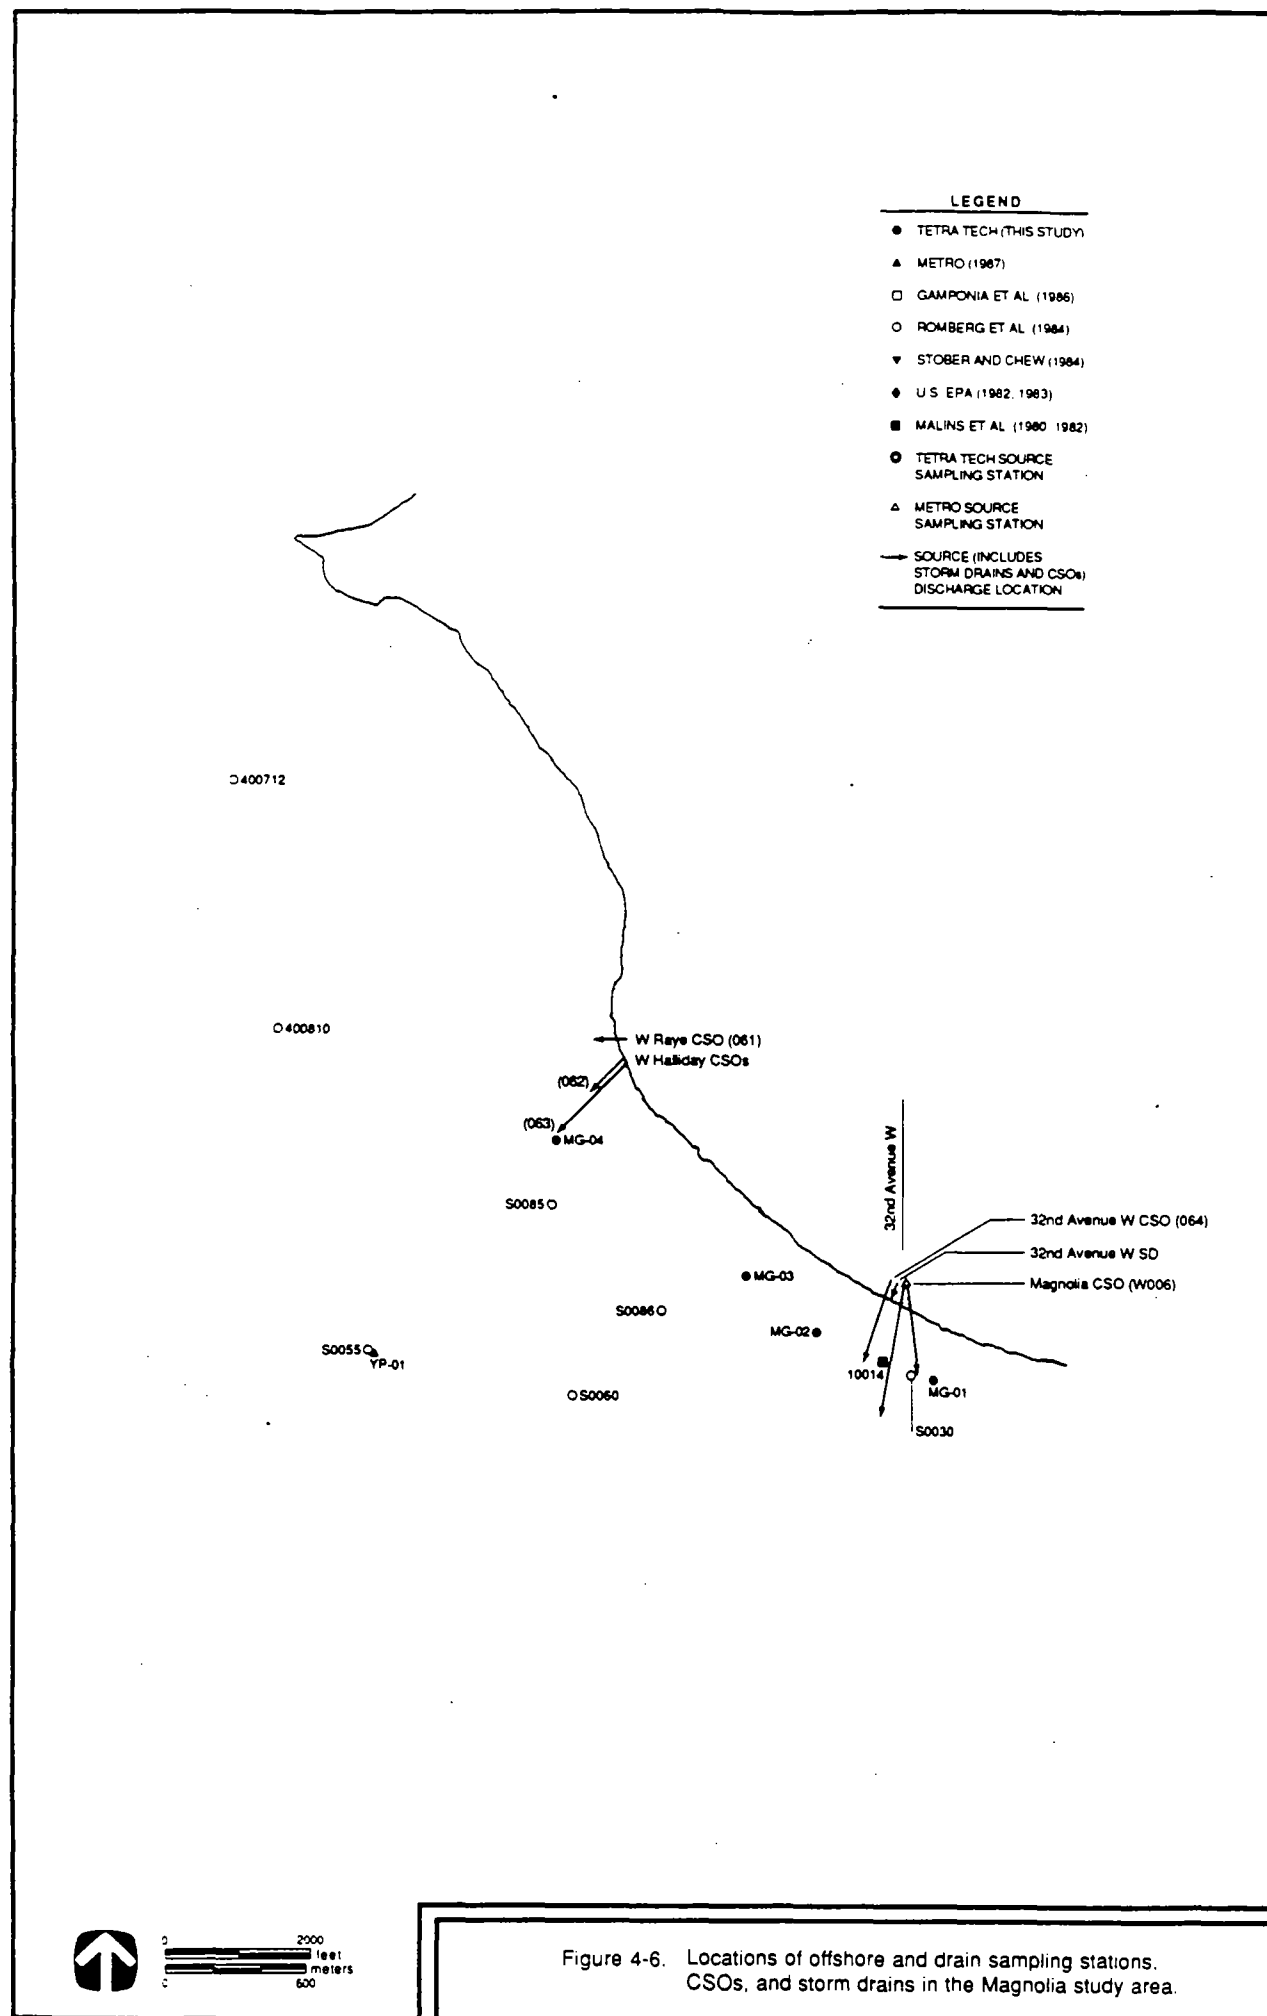 LEGEND
TETRA TECH (THIS STUDY)
METRO (1987)
GAMPONIA ET AL (1986)
ROMBERG ET AL (1984)
STOBER AND CHEW (1984)
U S EPA (1982, 1983)
MALINS ET AL (1980 1982)
TETRA TECH SOURCE
SAMPLING STATION
METRO SOURCE
SAMPLING STATION
SOURCE (INCLUDES
STORM DRAINS AND CSOs)
DISCHARGE LOCATION
400712
400810
W Raye CSO (061)
W Halliday CSOs
(062)
(063)
MG-04
S0085
32nd Avenue W
32nd Avenue W CSO (064)
32nd Avenue W SD
Magnolia CSO (W006)
MG-03
S0086
MG-02
S0055
YP-01
10014
MG-01
S0060
S0030
0 2000
feet
meters
0 600
Figure 4-6. Locations of offshore and drain sampling stations,
CSOs, and storm drains in the Magnolia study area.